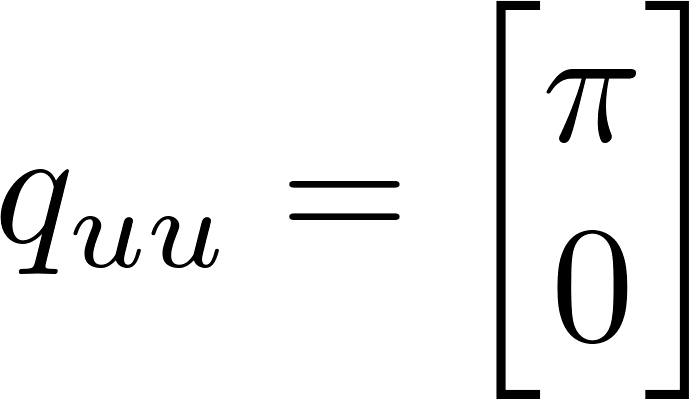 $q_{uu} = \begin{bmatrix} \pi \\ 0 \end{bmatrix}$